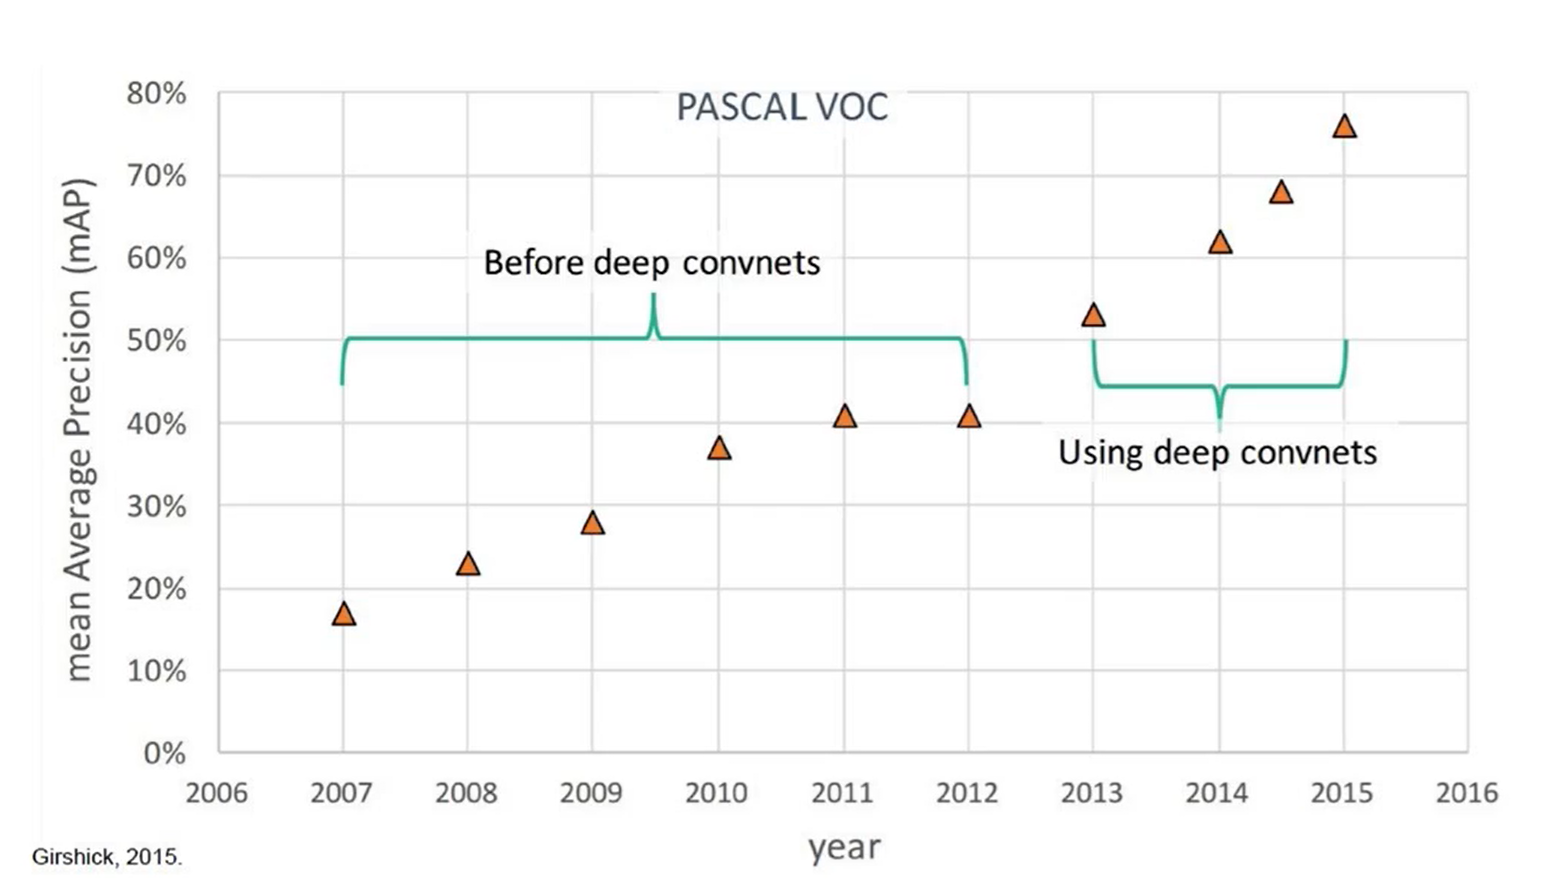 PASCAL VOC
mean Average Precision (mAP)
80%
70%
60%
50%
40%
30%
20%
10%
0%
Before deep convnets
Using deep convnets
2006 2007 2008 2009 2010 2011 2012 2013 2014 2015 2016
year
Girshick, 2015.